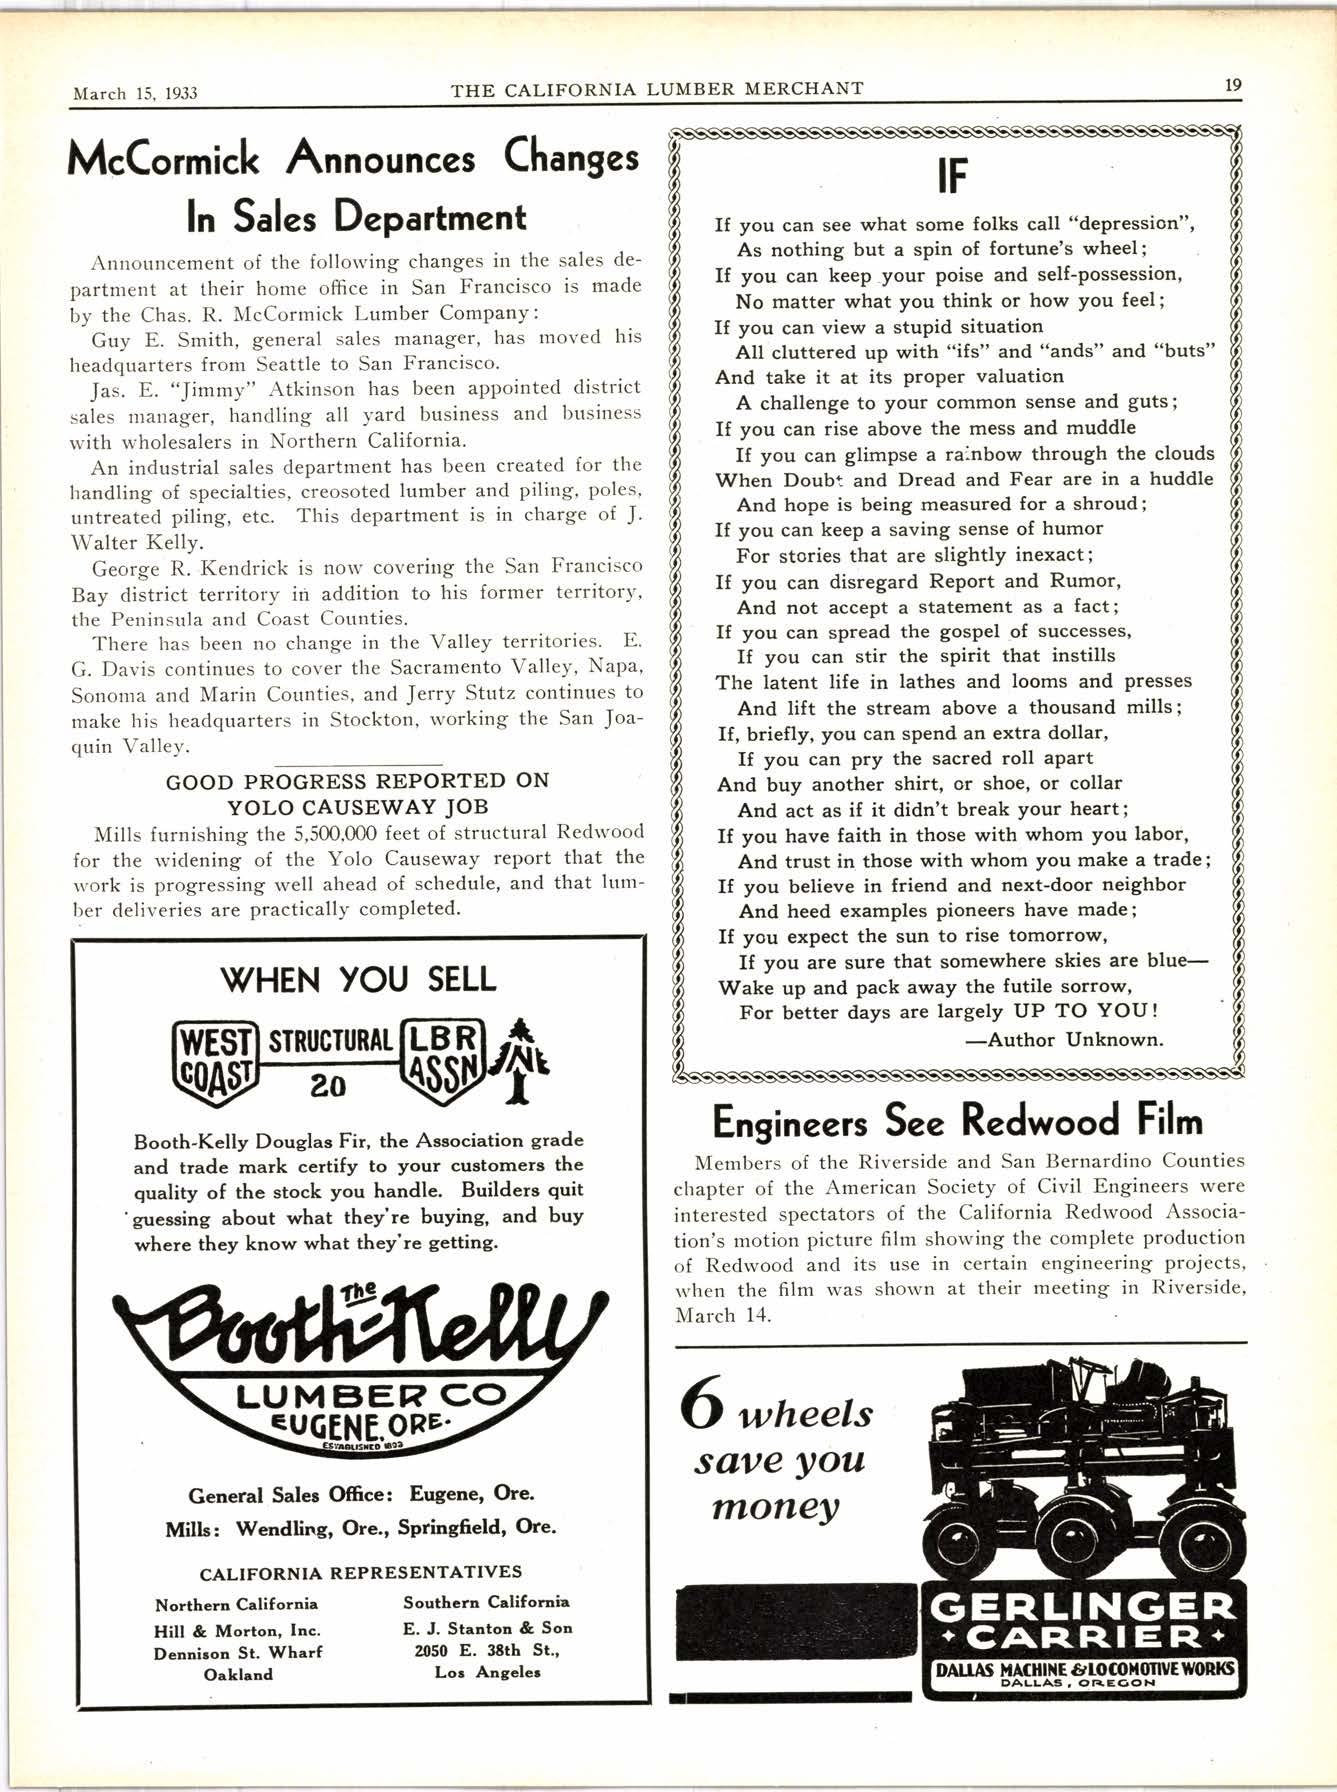 March 15, 1933
THE CALIFORNIA LUMBER MERCHANT
19
McCormick Announces Changes
In Sales Department
Announcement of the following changes in the sales de-
partment at their home office in San Francisco is made
by the Chas. R. McCormick Lumber Company:
Guy E. Smith, general sales manager, has moved his
headquarters from Seattle to San Francisco.
Jas. E. "Jimmy" Atkinson has been appointed district
sales manager, handling all yard business and business
with wholesalers in Northern California.
An industrial sales department has been created for the
handling of specialties, creosoted lumber and piling, poles,
untreated piling, etc. This department is in charge of J.
Walter Kelly.
George R. Kendrick is now covering the San Francisco
Bay district territory in addition to his former territory,
the Peninsula and Coast Counties.
There has been no change in the Valley territories. E.
G. Davis continues to cover the Sacramento Valley, Napa,
Sonoma and Marin Counties, and Jerry Stutz continues to
make his headquarters in Stockton, working the San Joa-
quin Valley.
GOOD PROGRESS REPORTED ON
YOLO CAUSEWAY JOB
Mills furnishing the 5,500,000 feet of structural Redwood
for the widening of the Yolo Causeway report that the
work is progressing well ahead of schedule, and that lum-
ber deliveries are practically completed.
WHEN YOU SELL
WEST COAST STRUCTURAL 20 LBR ASSN
Booth-Kelly Douglas Fir, the Association grade
and trade mark certify to your customers the
quality of the stock you handle. Builders quit
guessing about what they're buying, and buy
where they know what they're getting.
The
Booth-Kelly
LUMBER CO
EUGENE, ORE.
ESTABLISHED 1893
General Sales Office: Eugene, Ore.
Mills: Wendling, Ore., Springfield, Ore.
CALIFORNIA REPRESENTATIVES
Northern California
Hill & Morton, Inc.
Dennison St. Wharf
Oakland
Southern California
E. J. Stanton & Son
2050 E. 38th St.,
Los Angeles
IF
If you can see what some folks call "depression",
As nothing but a spin of fortune's wheel;
If you can keep your poise and self-possession,
No matter what you think or how you feel;
If you can view a stupid situation
All cluttered up with "ifs" and "ands" and "buts"
And take it at its proper valuation
A challenge to your common sense and guts;
If you can rise above the mess and muddle
If you can glimpse a rainbow through the clouds
When Doubt and Dread and Fear are in a huddle
And hope is being measured for a shroud;
If you can keep a saving sense of humor
For stories that are slightly inexact;
If you can disregard Report and Rumor,
And not accept a statement as a fact;
If you can spread the gospel of successes,
If you can stir the spirit that instills
The latent life in lathes and looms and presses
And lift the stream above a thousand mills;
If, briefly, you can spend an extra dollar,
If you can pry the sacred roll apart
And buy another shirt, or shoe, or collar
And act as if it didn't break your heart;
If you have faith in those with whom you labor,
And trust in those with whom you make a trade;
If you believe in friend and next-door neighbor
And heed examples pioneers have made;
If you expect the sun to rise tomorrow,
If you are sure that somewhere skies are blue—
Wake up and pack away the futile sorrow,
For better days are largely UP TO YOU!
—Author Unknown.
Engineers See Redwood Film
Members of the Riverside and San Bernardino Counties
chapter of the American Society of Civil Engineers were
interested spectators of the California Redwood Associa-
tion's motion picture film showing the complete production
of Redwood and its use in certain engineering projects,
when the film was shown at their meeting in Riverside,
March 14.
6 wheels
save you
money
GERLINGER
CARRIER
DALLAS MACHINE & LOCOMOTIVE WORKS
DALLAS, OREGON